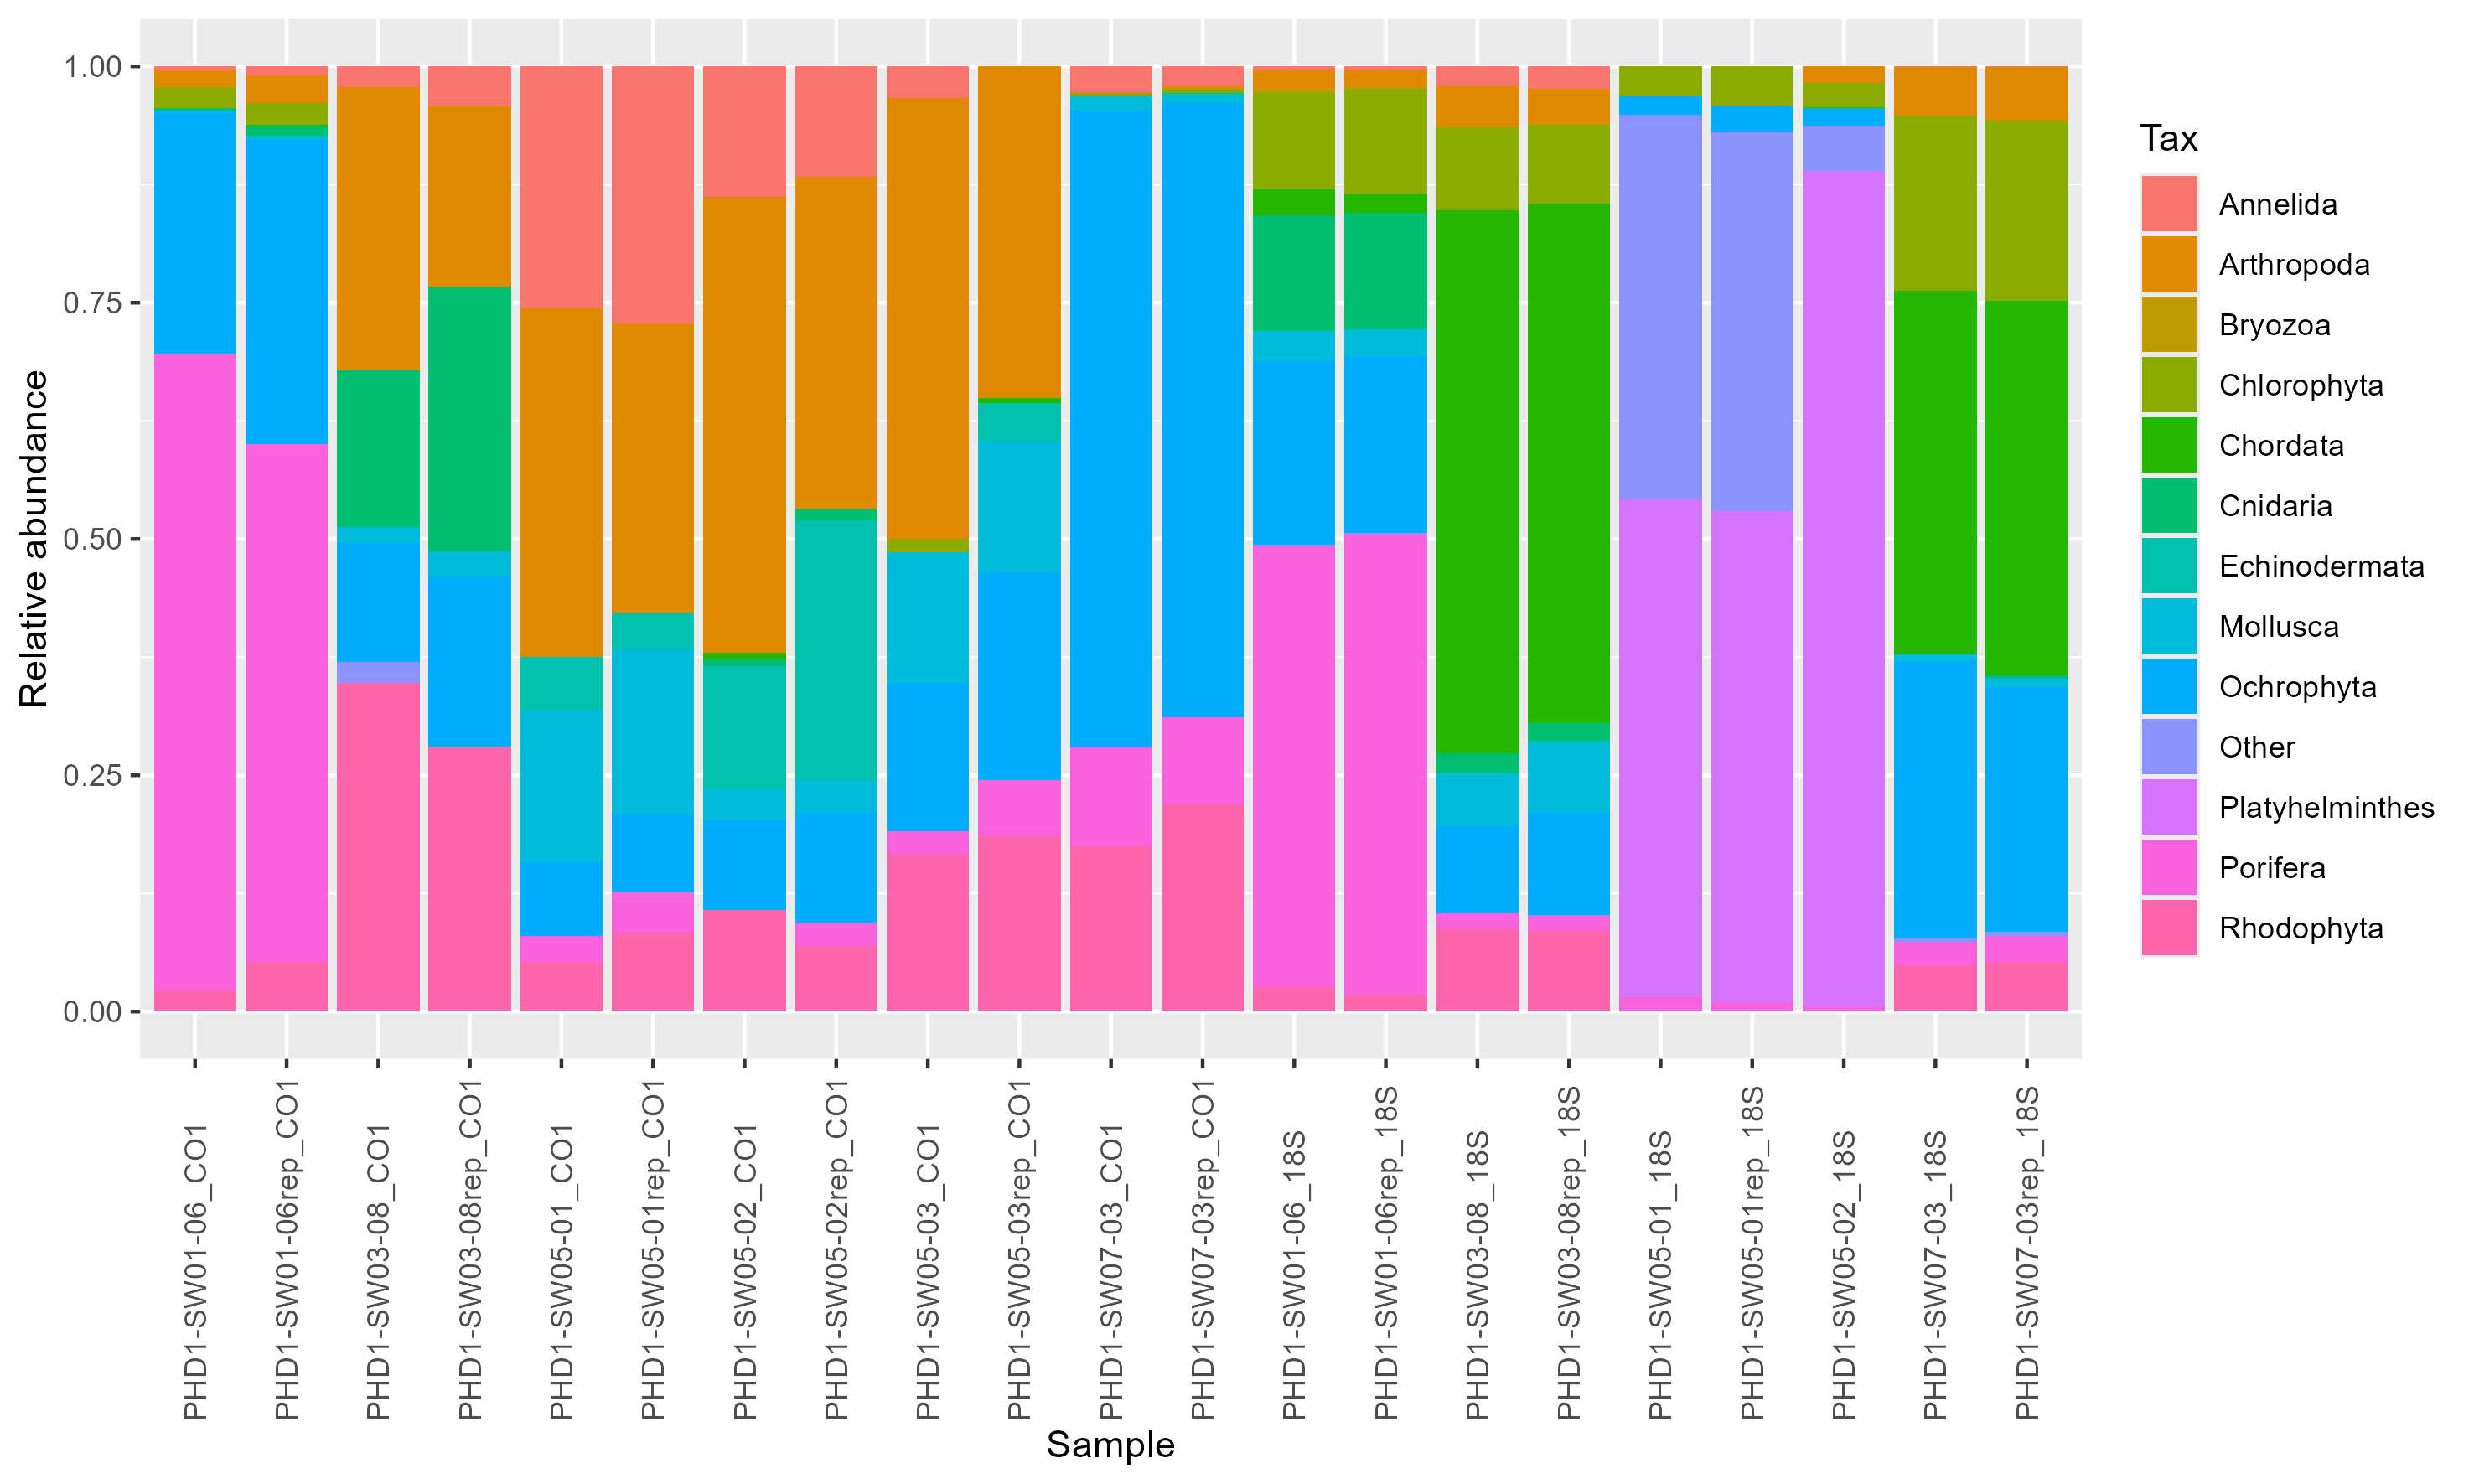 Relative abundance
1.00
0.75
0.50
0.25
0.00
PHD1-SW01-06_CO1
PHD1-SW01-06rep_CO1
PHD1-SW03-08_CO1
PHD1-SW03-08rep_CO1
PHD1-SW05-01_CO1
PHD1-SW05-01rep_CO1
PHD1-SW05-02_CO1
PHD1-SW05-02rep_CO1
PHD1-SW05-03_CO1
PHD1-SW05-03rep_CO1
PHD1-SW07-03_CO1
PHD1-SW07-03rep_CO1
PHD1-SW01-06_18S
PHD1-SW01-06rep_18S
PHD1-SW03-08_18S
PHD1-SW03-08rep_18S
PHD1-SW05-01_18S
PHD1-SW05-01rep_18S
PHD1-SW05-02_18S
PHD1-SW07-03_18S
PHD1-SW07-03rep_18S
Sample
Tax
Annelida
Arthropoda
Bryozoa
Chlorophyta
Chordata
Cnidaria
Echinodermata
Mollusca
Ochrophyta
Other
Platyhelminthes
Porifera
Rhodophyta